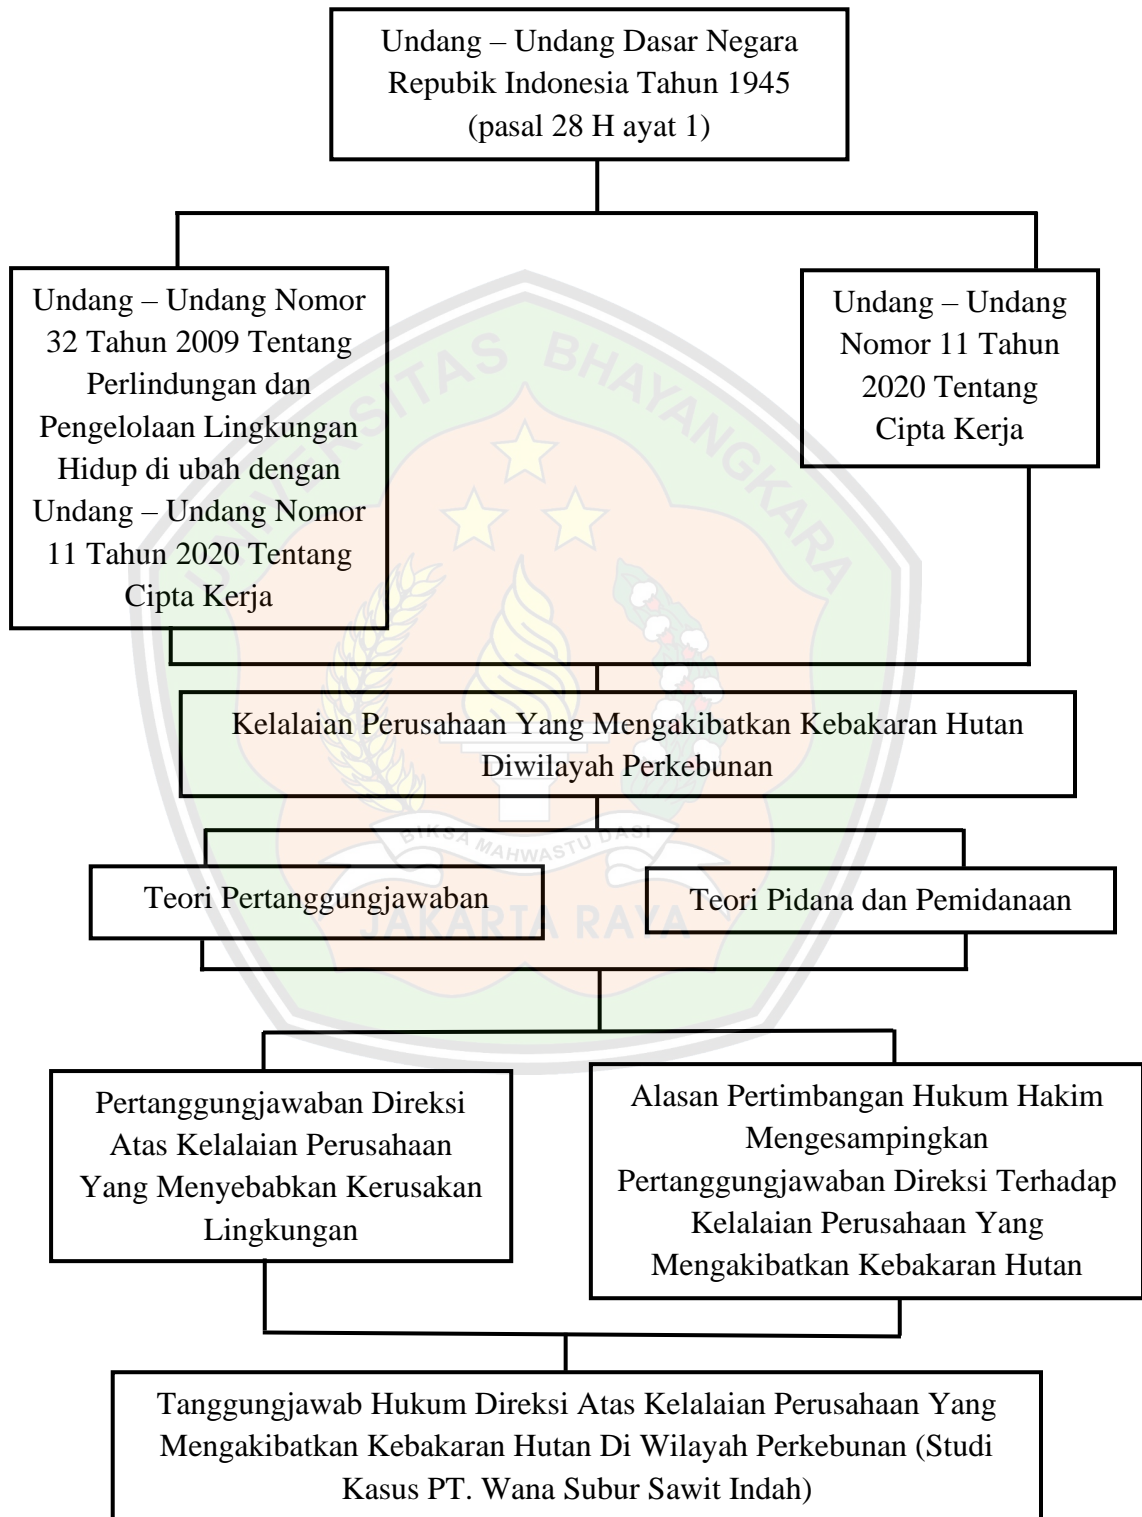 Undang – Undang Dasar Negara
Repubik Indonesia Tahun 1945
(pasal 28 H ayat 1)
Undang – Undang Nomor
32 Tahun 2009 Tentang
Perlindungan dan
Pengelolaan Lingkungan
Hidup di ubah dengan
Undang – Undang Nomor
11 Tahun 2020 Tentang
Cipta Kerja
Undang – Undang
Nomor 11 Tahun
2020 Tentang
Cipta Kerja
UNIVERSITAS BHAYANGKARA
Kelalaian Perusahaan Yang Mengakibatkan Kebakaran Hutan
Diwilayah Perkebunan
BIKSA MAHWASTU DASI
Teori Pertanggungjawaban
Teori Pidana dan Pemidanaan
JAKARTA RAYA
Pertanggungjawaban Direksi
Atas Kelalaian Perusahaan
Yang Menyebabkan Kerusakan
Lingkungan
Alasan Pertimbangan Hukum Hakim
Mengesampingkan
Pertanggungjawaban Direksi Terhadap
Kelalaian Perusahaan Yang
Mengakibatkan Kebakaran Hutan
Tanggungjawab Hukum Direksi Atas Kelalaian Perusahaan Yang
Mengakibatkan Kebakaran Hutan Di Wilayah Perkebunan (Studi
Kasus PT. Wana Subur Sawit Indah)